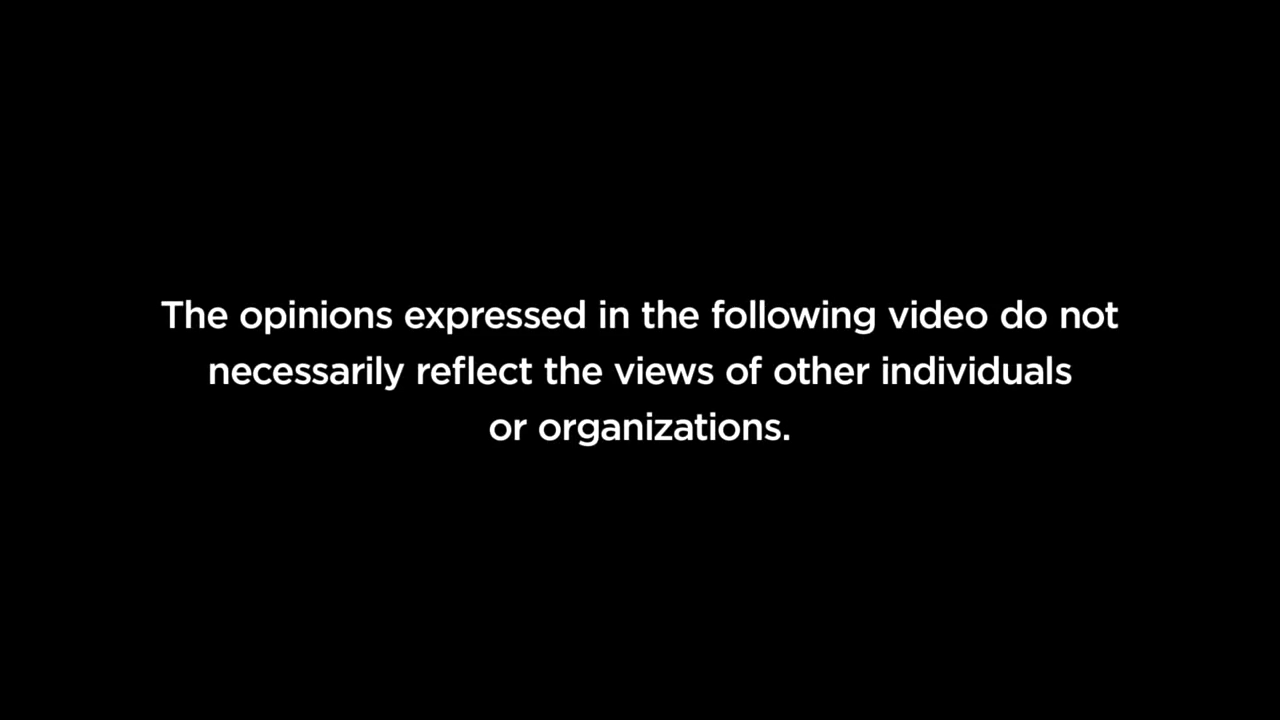 The opinions expressed in the following video do not
necessarily reflect the views of other individuals
or organizations.